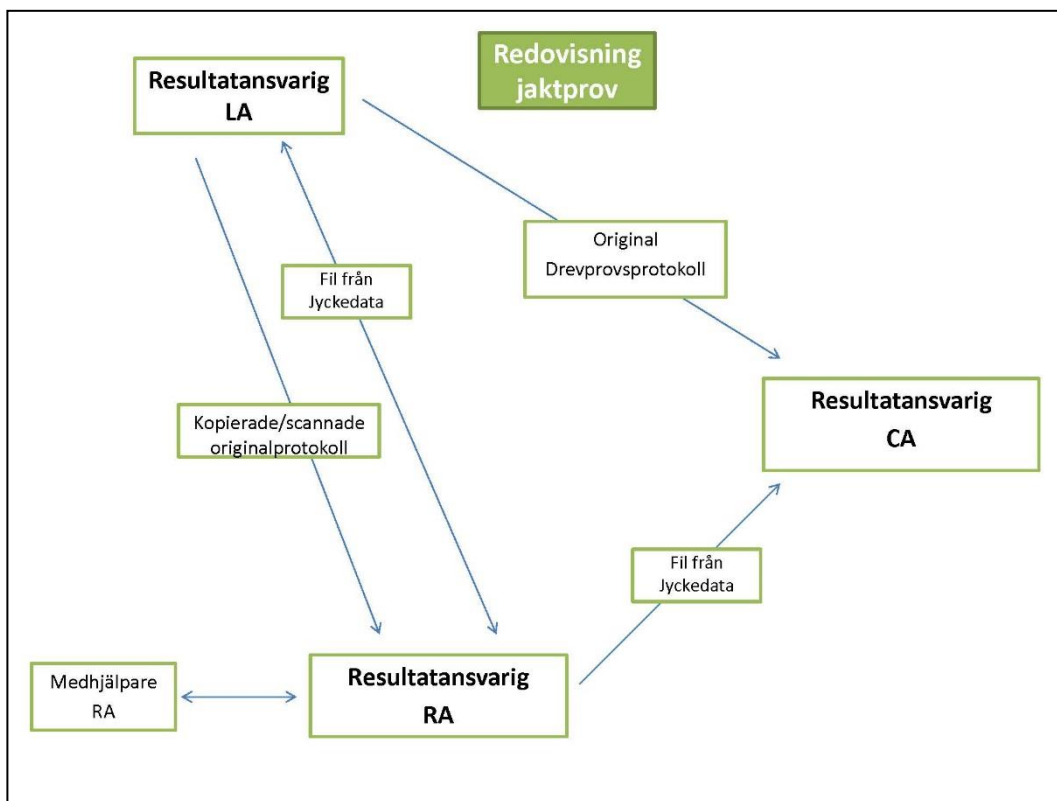 Redovisning
jaktprov
Resultatansvarig
LA
Original
Drevprovsprotokoll
Fil från
Jyckedata
Kopierade/scannade
originalprotokoll
Resultatansvarig
CA
Fil från
Jyckedata
Medhjälpare
RA
Resultatansvarig
RA